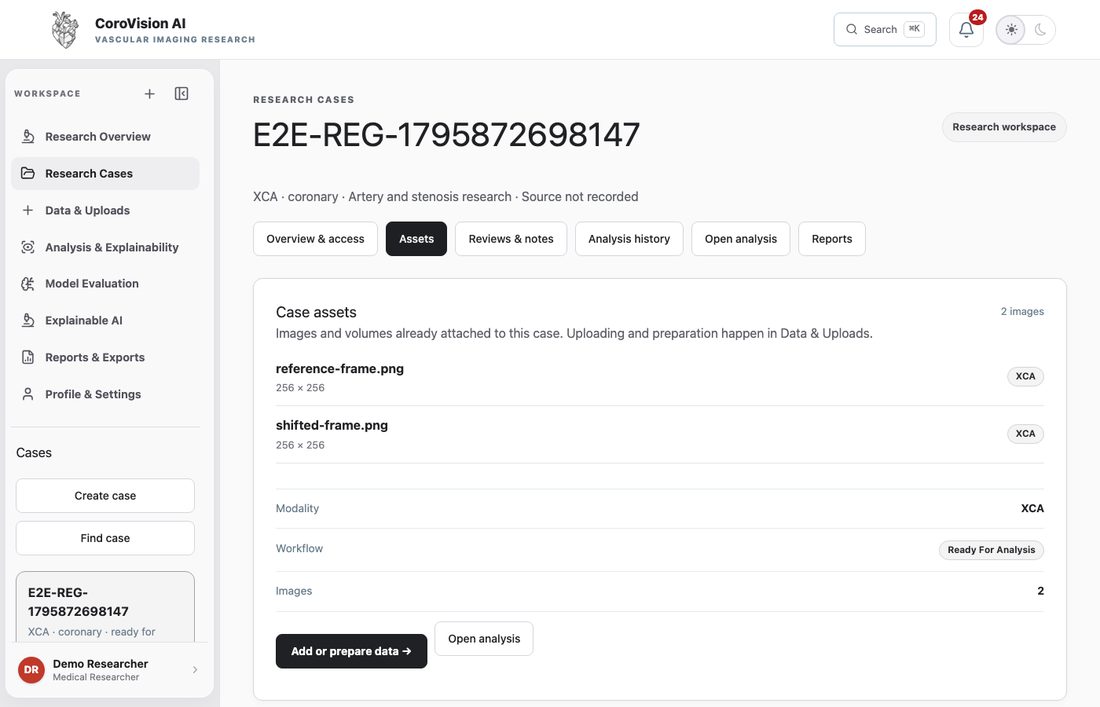 CoroVision AI
VASCULAR IMAGING RESEARCH
Search ⌘K
24
WORKSPACE
Research Overview
Research Cases
Data & Uploads
Analysis & Explainability
Model Evaluation
Explainable AI
Reports & Exports
Profile & Settings
Cases
Create case
Find case
E2E-REG-
1795872698147
XCA · coronary · ready for
DR
Demo Researcher
Medical Researcher
RESEARCH CASES
E2E-REG-1795872698147
Research workspace
XCA · coronary · Artery and stenosis research · Source not recorded
Overview & access
Assets
Reviews & notes
Analysis history
Open analysis
Reports
Case assets
2 images
Images and volumes already attached to this case. Uploading and preparation happen in Data & Uploads.
reference-frame.png
256 × 256
XCA
shifted-frame.png
256 × 256
XCA
Modality
XCA
Workflow
Ready For Analysis
Images
2
Add or prepare data →
Open analysis